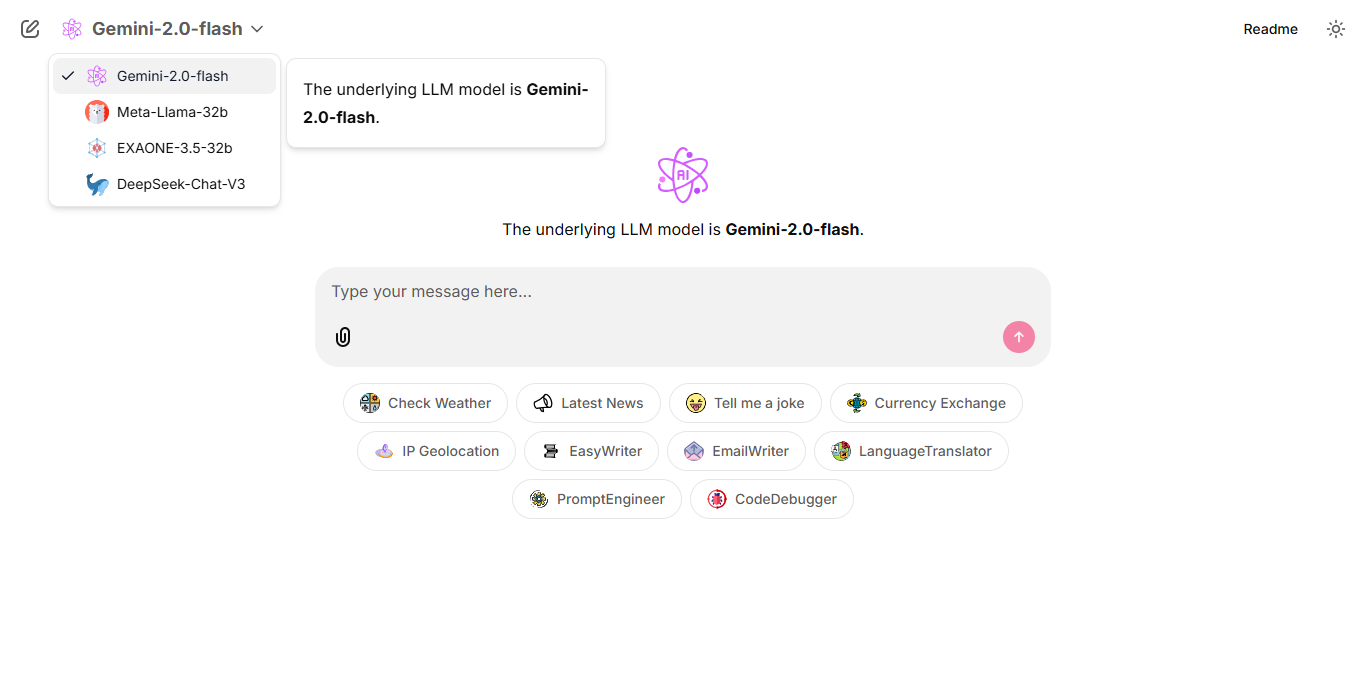 Gemini-2.0-flash
Readme
Gemini-2.0-flash
Meta-Llama-32b
EXAONE-3.5-32b
DeepSeek-Chat-V3
The underlying LLM model is Gemini-
2.0-flash.
AI
The underlying LLM model is Gemini-2.0-flash.
Type your message here...
Check Weather
Latest News
Tell me a joke
Currency Exchange
IP Geolocation
EasyWriter
EmailWriter
LanguageTranslator
PromptEngineer
CodeDebugger